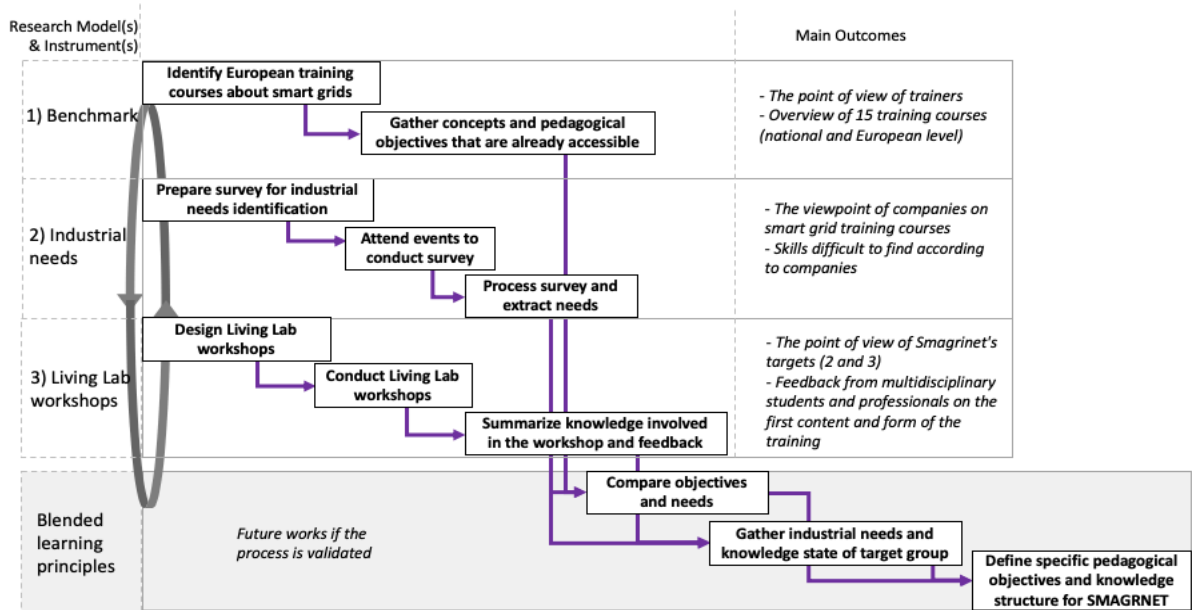 Research Model(s)
& Instrument(s)
Main Outcomes
1) Benchmark
Identify European training
courses about smart grids
Gather concepts and pedagogical
objectives that are already accessible
- The point of view of trainers
- Overview of 15 training courses
(national and European level)
2) Industrial
needs
Prepare survey for industrial
needs identification
Attend events to
conduct survey
Process survey and
extract needs
- The viewpoint of companies on
smart grid training courses
- Skills difficult to find according
to companies
3) Living Lab
workshops
Design Living Lab
workshops
Conduct Living Lab
workshops
Summarize knowledge involved
in the workshop and feedback
- The point of view of Smagrinet's
targets (2 and 3)
- Feedback from multidisciplinary
students and professionals on the
first content and form of the
training
Blended
learning
principles
Future works if the
process is validated
Compare objectives
and needs
Gather industrial needs and
knowledge state of target group
Define specific pedagogical
objectives and knowledge
structure for SMAGRNET